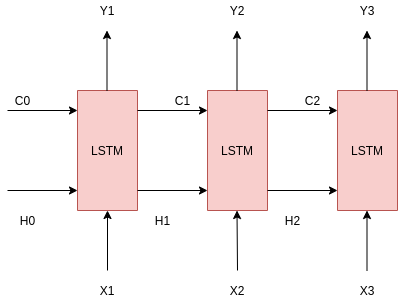 Y1 Y2 Y3
C0 C1 C2
LSTM LSTM LSTM
H0 H1 H2
X1 X2 X3